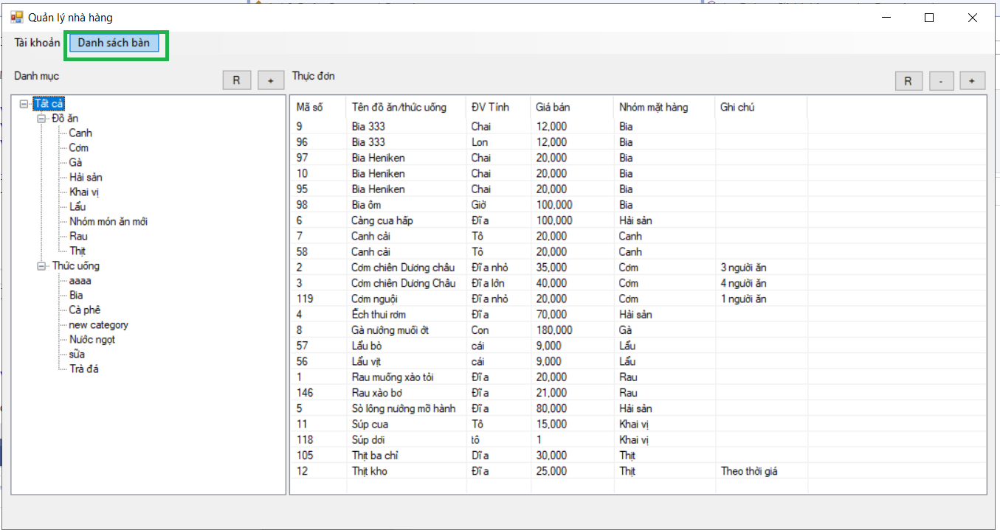 Quản lý nhà hàng
Tài khoản Danh sách bàn
Danh mục R + Thực đơn R - +
Tất cả
Đồ ăn
Canh
Cơm
Gà
Hải sản
Khai vị
Lẩu
Nhóm món ăn mới
Rau
Thịt
Thức uống
aaaa
Bia
Cà phê
new category
Nước ngọt
sữa
Trà đá
Mã số Tên đồ ăn/thức uống ĐV Tính Giá bán Nhóm mặt hàng Ghi chú
9 Bia 333 Chai 12,000 Bia
96 Bia 333 Lon 12,000 Bia
97 Bia Heniken Chai 20,000 Bia
10 Bia Heniken Chai 20,000 Bia
95 Bia Heniken Chai 20,000 Bia
98 Bia ôm Giờ 100,000 Bia
6 Càng cua hấp Đĩa 100,000 Hải sản
7 Canh cải Tô 20,000 Canh
58 Canh cải Tô 20,000 Canh
2 Cơm chiên Dương châu Đĩa nhỏ 35,000 Cơm 3 người ăn
3 Cơm chiên Dương Châu Đĩa lớn 40,000 Cơm 4 người ăn
119 Cơm nguội Đĩa nhỏ 20,000 Cơm 1 người ăn
4 Ếch thui rơm Đĩa 70,000 Hải sản
8 Gà nướng muối ớt Con 180,000 Gà
57 Lẩu bò cái 9,000 Lẩu
56 Lẩu vịt cái 9,000 Lẩu
1 Rau muống xào tỏi Đĩa 20,000 Rau
146 Rau xào bơ Đĩa 21,000 Rau
5 Sò lông nướng mỡ hành Đĩa 80,000 Hải sản
11 Súp cua Tô 15,000 Khai vị
118 Súp dơi tô 1 Khai vị
105 Thịt ba chỉ Dĩa 30,000 Thịt
12 Thịt kho Đĩa 25,000 Thịt Theo thời giá